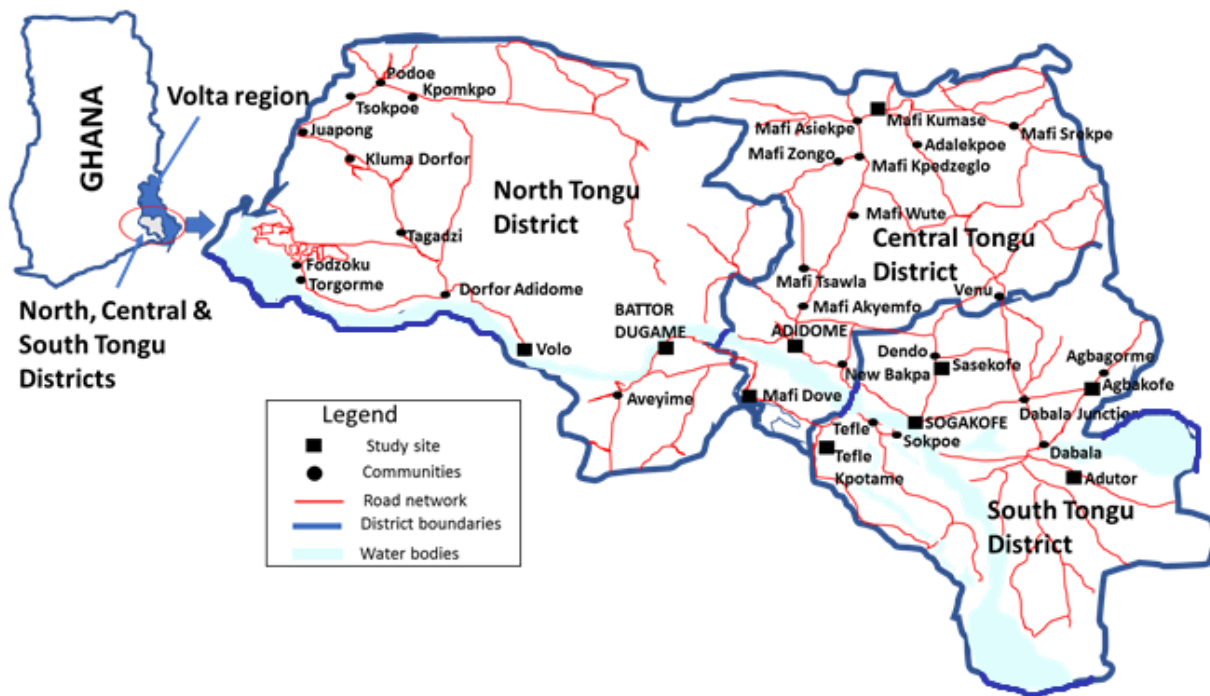 GHANA
Volta region
North, Central &
South Tongu
Districts
Podoe
Kpomkpo
Tsokpoe
Juapong
Kluma Dorfor
North Tongu
District
Tagadzi
Fodzoku
Torgorme
Dorfor Adidome
Volo
BATTOR
DUGAME
Aveyime
Mafi Kumase
Mafi Asiekpe
Mafi Srekpe
Adalekpoe
Mafi Zongo
Mafi Kpedzeglo
Mafi Wute
Central Tongu
District
Mafi Tsawla
Venu
Mafi Akyemfo
ADIDOME
New Bakpa
Mafi Dove
Dendo
Sasekofe
Agbagorme
Agbakofe
Dabala Junction
SOGAKOFE
Tefle
Sokpoe
Dabala
Tefle
Kpotame
Adutor
South Tongu
District
Legend
Study site
Communities
Road network
District boundaries
Water bodies